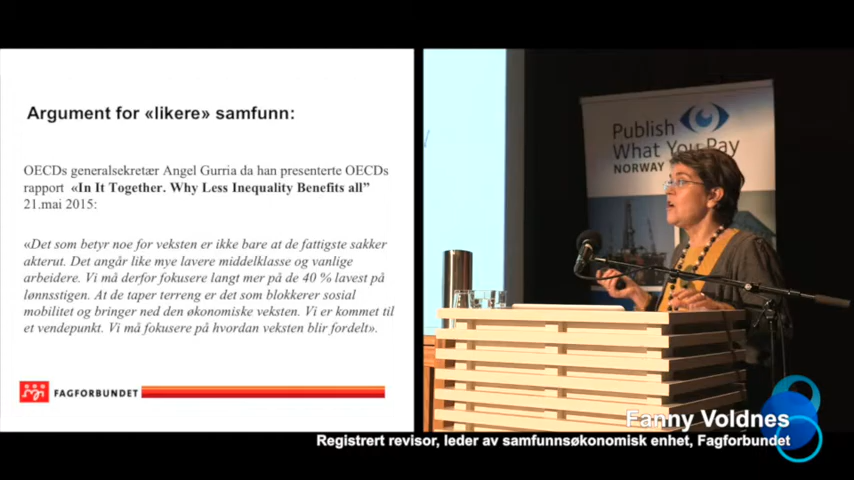 Argument for «likere» samfunn:
OECDs generalsekretær Angel Gurria da han presenterte OECDs
rapport «In It Together. Why Less Inequality Benefits all”
21.mai 2015:
«Det som betyr noe for veksten er ikke bare at de fattigste sakker
akterut. Det angår like mye lavere middelklasse og vanlige
arbeidere. Vi må derfor fokusere langt mer på de 40 % lavest på
lønnsstigen. At de taper terreng er det som blokkerer sosial
mobilitet og bringer ned den økonomiske veksten. Vi er kommet til
et vendepunkt. Vi må fokusere på hvordan veksten blir fordelt».
FAGFORBUNDET
Publish
What You Pay
NORWAY
Fanny Voldnes
Registrert revisor, leder av samfunnsøkonomisk enhet, Fagforbundet